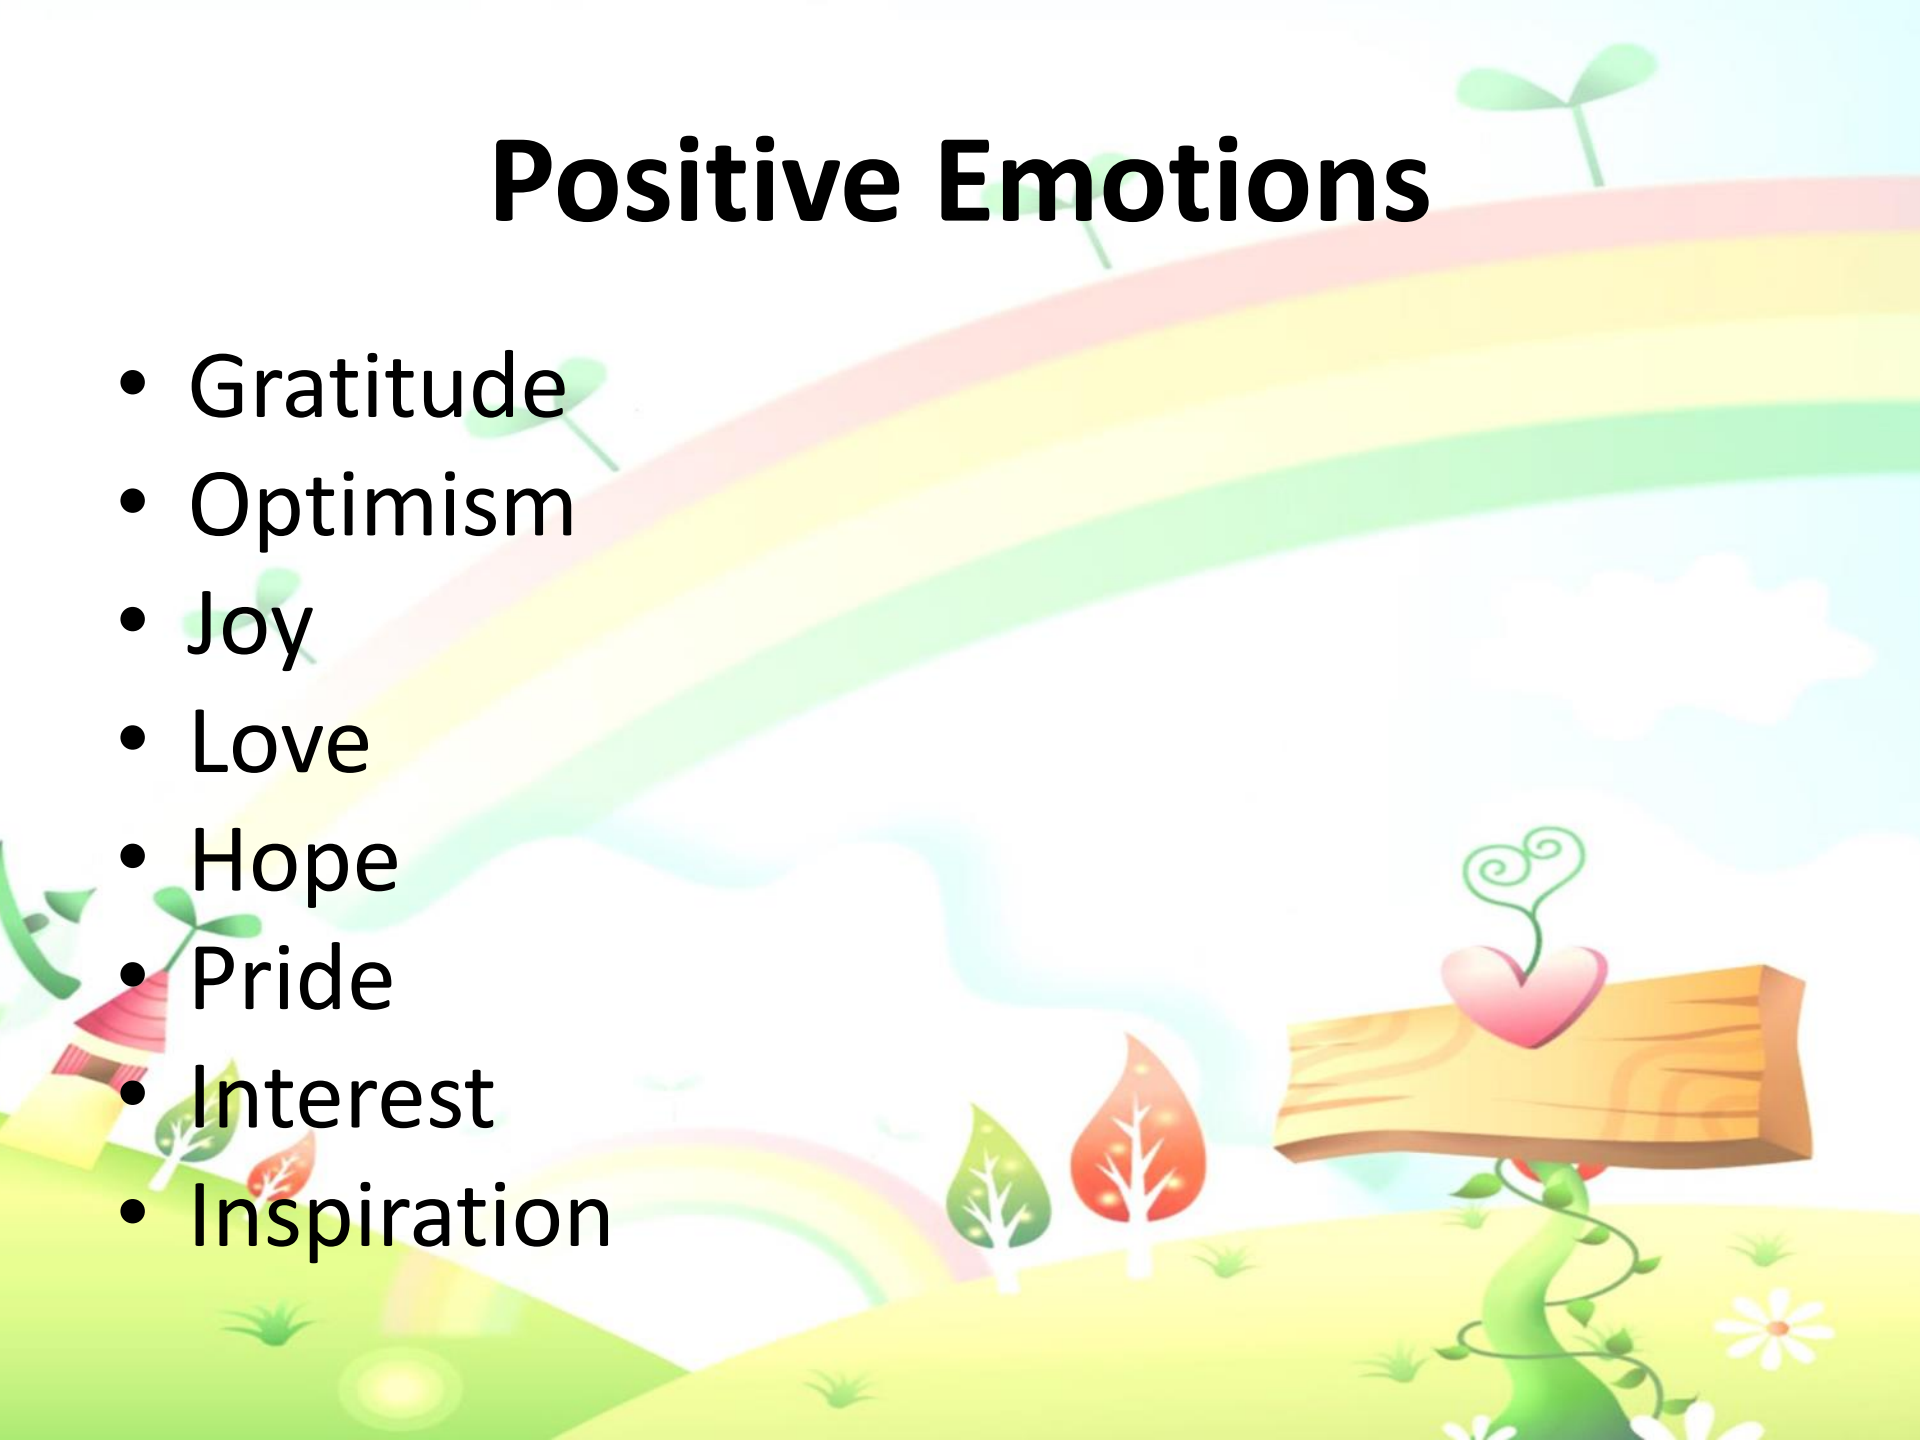 Positive Emotions
• Gratitude
• Optimism
• Joy
• Love
• Hope
• Pride
• Interest
• Inspiration